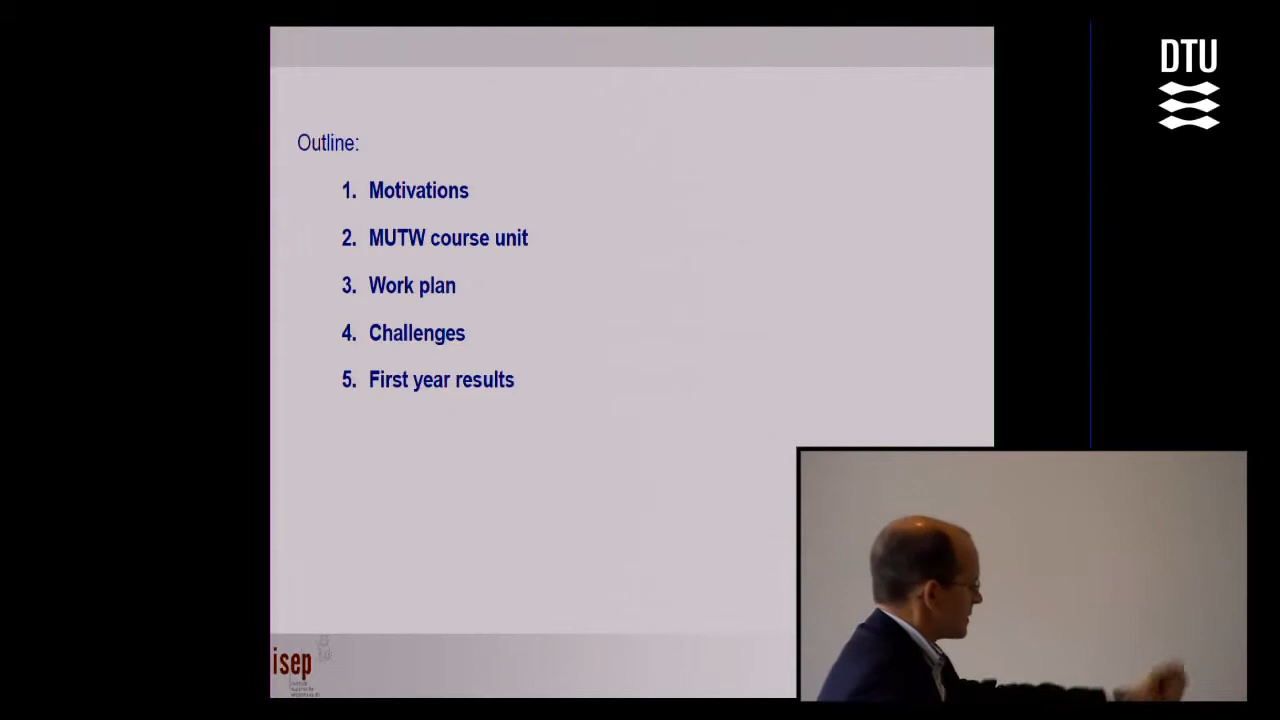 DTU
Outline:
1. Motivations
2. MUTW course unit
3. Work plan
4. Challenges
5. First year results
isep